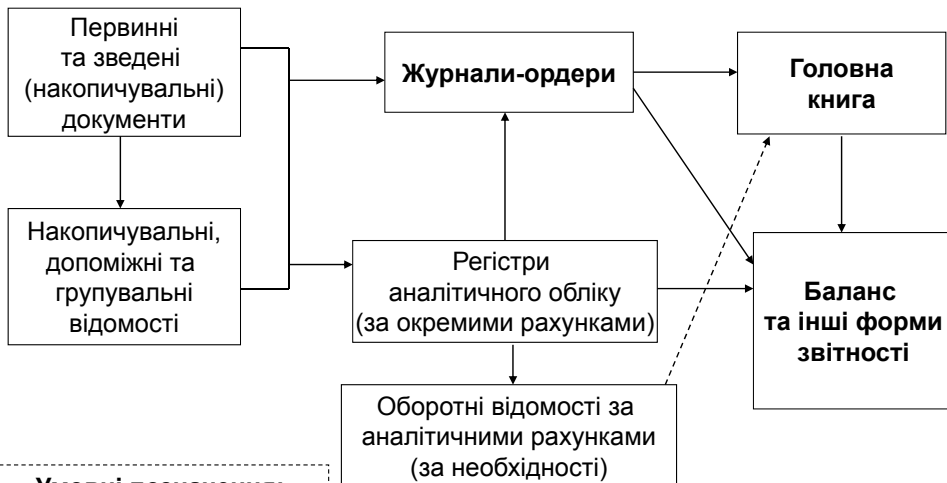 Первинні
та зведені
(накопичувальні)
документи
Журнали-ордери
Головна
книга
Накопичувальні,
допоміжні та
групувальні
відомості
Регістри
аналітичного обліку
(за окремими рахунками)
Баланс
та інші форми
звітності
Оборотні відомості за
аналітичними рахунками
(за необхідності)